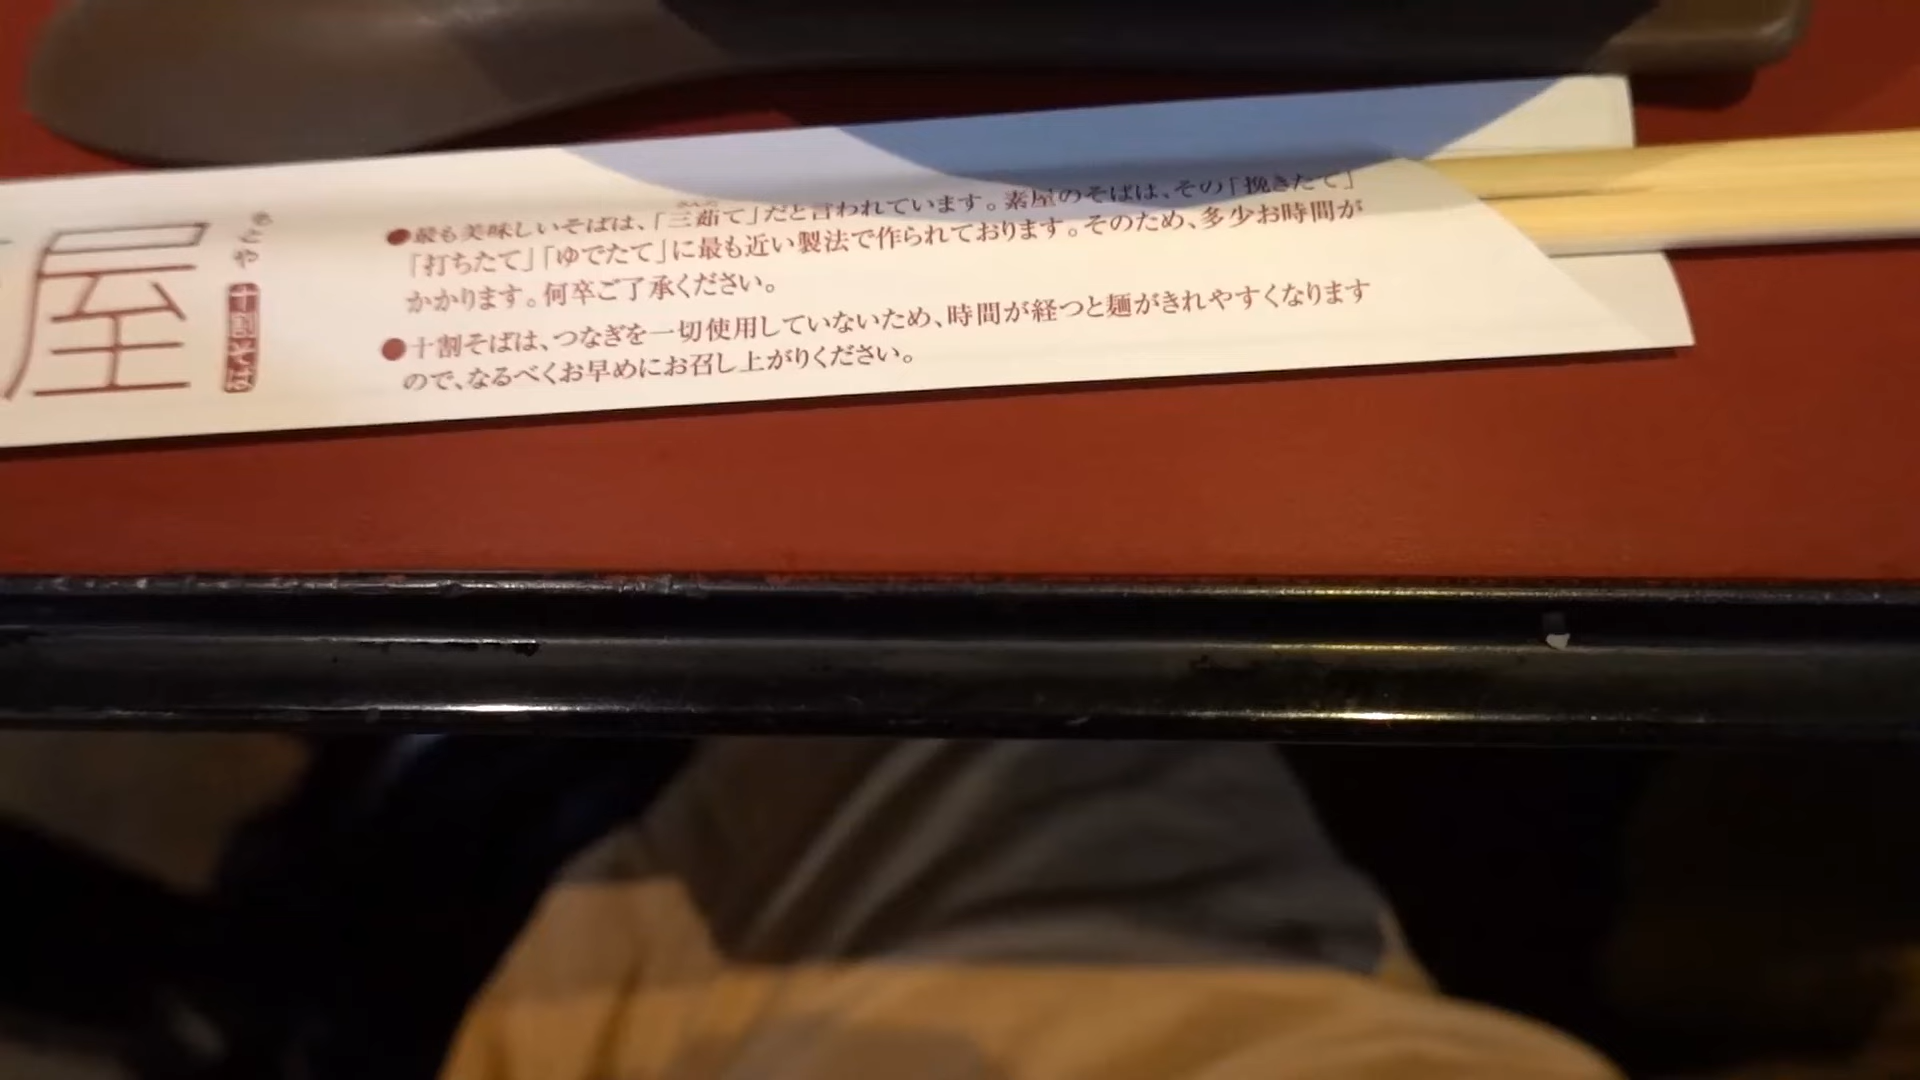 屋
もとや
十割そば
●最も美味しいそばは、「三茹て」だと言われています。素屋のそばは、その「挽きたて」
「打ちたて」「ゆでたて」に最も近い製法で作られております。そのため、多少お時間が
かかります。何卒ご了承ください。
●十割そばは、つなぎを一切使用していないため、時間が経つと麺がきれやすくなります
ので、なるべくお早めにお召し上がりください。